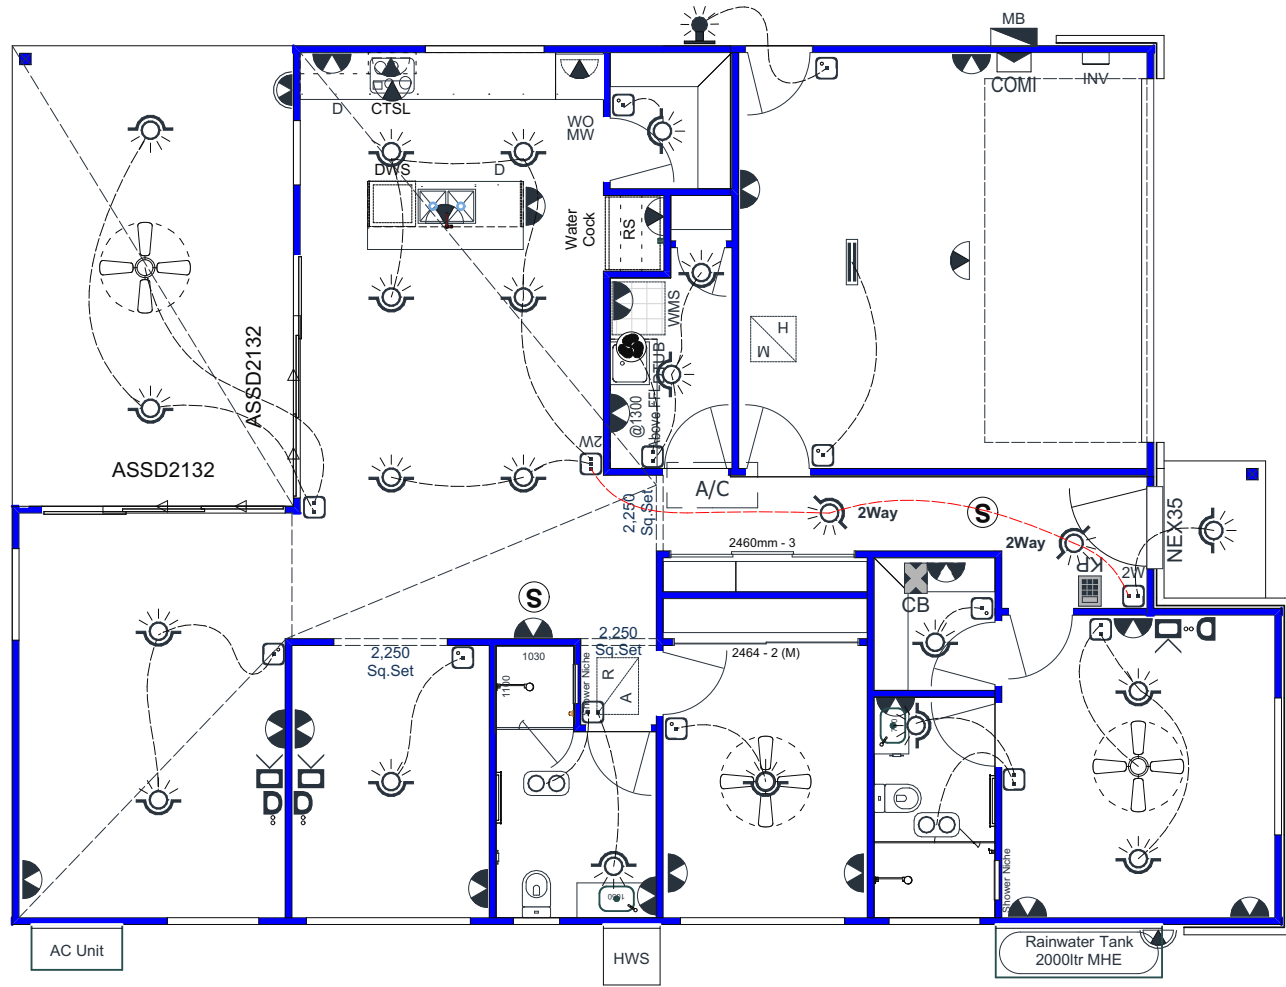 MB
COMI
INV
D
CTSL
WO
MW
DWS
D
Water
Cock
RS
WMS
TUB
@1300
Above FFL
H
M
ASSD2132
ASSD2132
2W
A/C
2,250
Sq.Set
2Way
S
2Way
NEX35
KP
2W
2460mm - 3
CB
S
2,250
Sq.Set
2,250
Sq.Set
2464 - 2 (M)
1030
1100
Shower Niche
R
A
D
D
D
Shower Niche
AC Unit
HWS
Rainwater Tank
2000ltr MHE